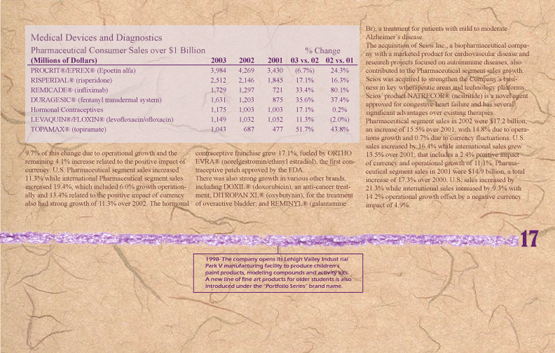 Medical Devices and Diagnostics
Pharmaceutical Consumer Sales over $1 Billion
% Change
(Millions of Dollars) 2003 2002 2001 03 vs. 02 02 vs. 01
PROCRIT®/EPREX® (Epoetin alfa) 3,984 4,269 3,430 (6.7%) 24.3%
RISPERDAL® (risperidone) 2,512 2,146 1,845 17.1% 16.3%
REMICADE® (infliximab) 1,729 1,297 721 33.4% 80.1%
DURAGESIC® (fentanyl transdermal system) 1,631 1,203 875 35.6% 37.4%
Hormonal Contraceptives 1,175 1,003 1,003 17.1% 0.2%
LEVAQUIN®/FLOXIN® (levofloxacin/ofloxacin) 1,149 1,032 1,052 11.3% (2.0%)
TOPAMAX® (topiramate) 1,043 687 477 51.7% 43.8%
9.7% of this change due to operational growth and the
remaining 4.1% increase related to the positive impact of
currency. U.S. Pharmaceutical segment sales increased
11.3% while international Pharmaceutical segment sales
increased 19.4%, which included 6.0% growth operation-
ally and 13.4% related to the positive impact of currency
also had strong growth of 11.3% over 2002. The hormonal
contraceptive franchise grew 17.1%, fueled by ORTHO
EVRA® (norelgestromin/ethinyl estradiol), the first con-
traceptive patch approved by the FDA.
There was also strong growth in various other brands,
including DOXIL® (doxorubicin), an anti-cancer treat-
ment, DITROPAN XL® (oxybutynin), for the treatment
of overactive bladder, and REMINYL® (galantamine
Br), a treatment for patients with mild to moderate
Alzheimer's disease.
The acquisition of Scios Inc., a biopharmaceutical compa-
ny with a marketed product for cardiovascular disease and
research projects focused on autoimmune diseases, also
contributed to the Pharmaceutical segment sales growth.
Scios was acquired to strengthen the Company's busi-
ness in key therapeutic areas and technology platforms.
Scios' product NATRECOR® (nesiritide) is a novel agent
approved for congestive heart failure and has several
significant advantages over existing therapies.
Pharmaceutical segment sales in 2002 were $17.2 billion,
an increase of 15.5% over 2001, with 14.8% due to opera-
tions growth and 0.7% due to currency fluctuations. U.S.
sales increased by 16.4% while international sales grew
13.5% over 2001, that includes a 2.4% positive impact
of currency and operational growth of 11.1%. Pharma-
ceutical segment sales in 2001 were $14.9 billion, a total
increase of 17.3% over 2000. U.S. sales increased by
21.3% while international sales increased by 9.3% with
14.2% operational growth offset by a negative currency
impact of 4.9%.
17
1990- The company opens its Lehigh Valley Industrial
Park V manufacturing facility to produce children's
paint products, modeling compounds and activity kits.
A new line of fine art products for older students is also
introduced under the "Portfolio Series" brand name.